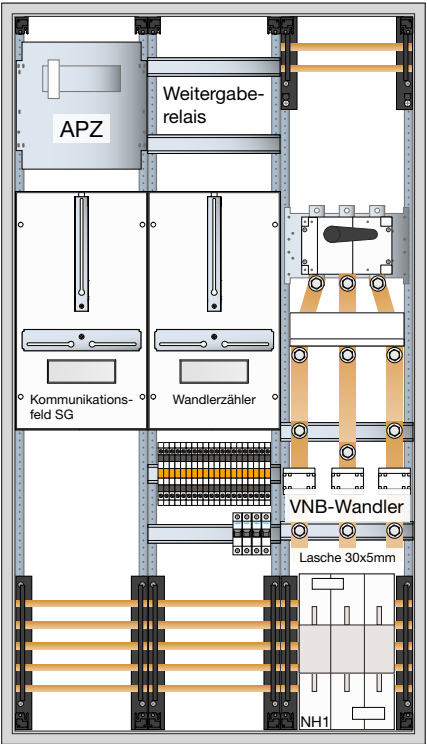 APZ
Weitergabe-
relais
Kommunikations-
feld SG
Wandlerzähler
VNB-Wandler
Lasche 30x5mm
NH1